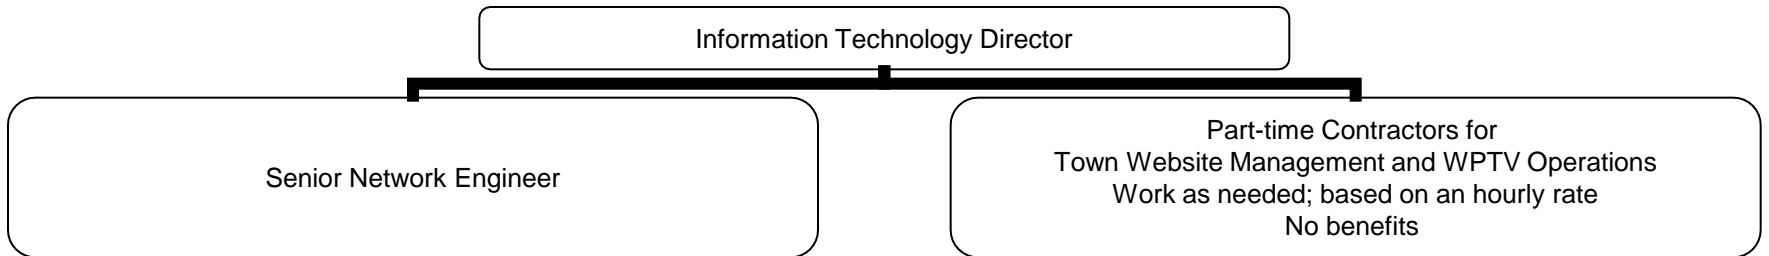 Information Technology Director
Senior Network Engineer
Part-time Contractors for
Town Website Management and WPTV Operations
Work as needed; based on an hourly rate
No benefits